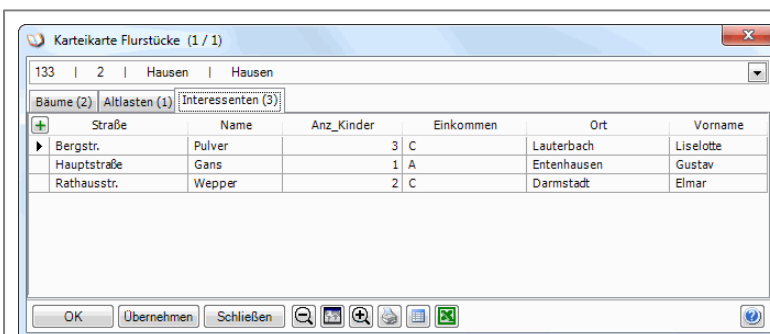 Karteikarte Flurstücke (1 / 1)
133 | 2 | Hausen | Hausen
Bäume (2) Altlasten (1) Interessenten (3)
Straße Name Anz_Kinder Einkommen Ort Vorname
Bergstr. Pulver 3 C Lauterbach Liselotte
Hauptstraße Gans 1 A Entenhausen Gustav
Rathausstr. Wepper 2 C Darmstadt Elmar
OK Übernehmen Schließen